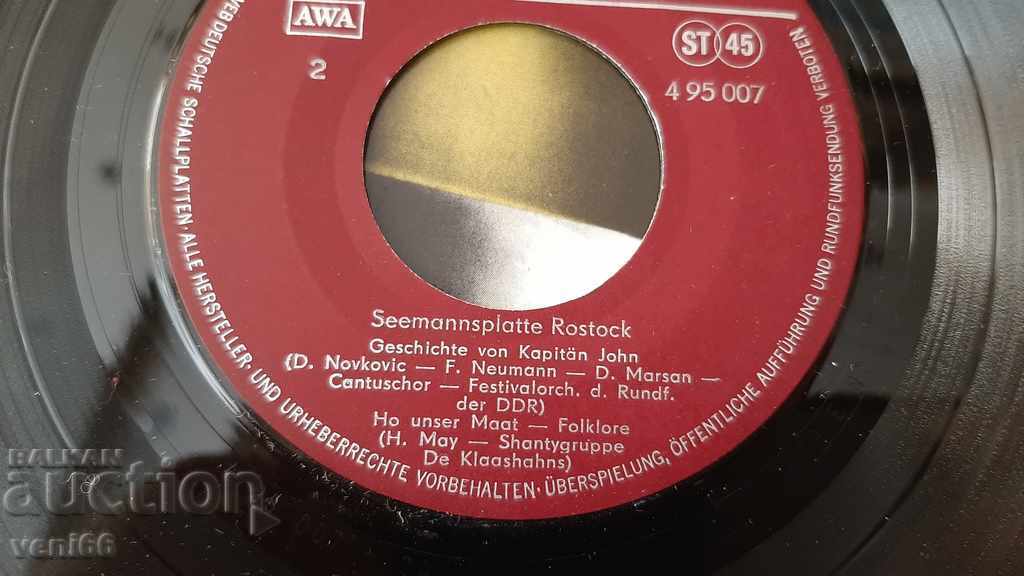 AWA
ST 45
2
4 95 007
Seemannsplatte Rostock
Geschichte von Kapitän John
(D. Novkovic — F. Neumann — D. Marsan —
Cantuschor — Festivalorch. d. Rundf.
der DDR)
Ho unser Maat — Folklore
(H. May — Shantygruppe
De Klaashahns)
DEUTSCHE SCHALLPLATTEN · ALLE HERSTELLER- UND URHEBERRECHTE VORBEHALTEN · ÜBERSPIELUNG, ÖFFENTLICHE AUFFÜHRUNG UND RUNDFUNKSENDUNG VERBOTEN
BALKAN
auction
veni66